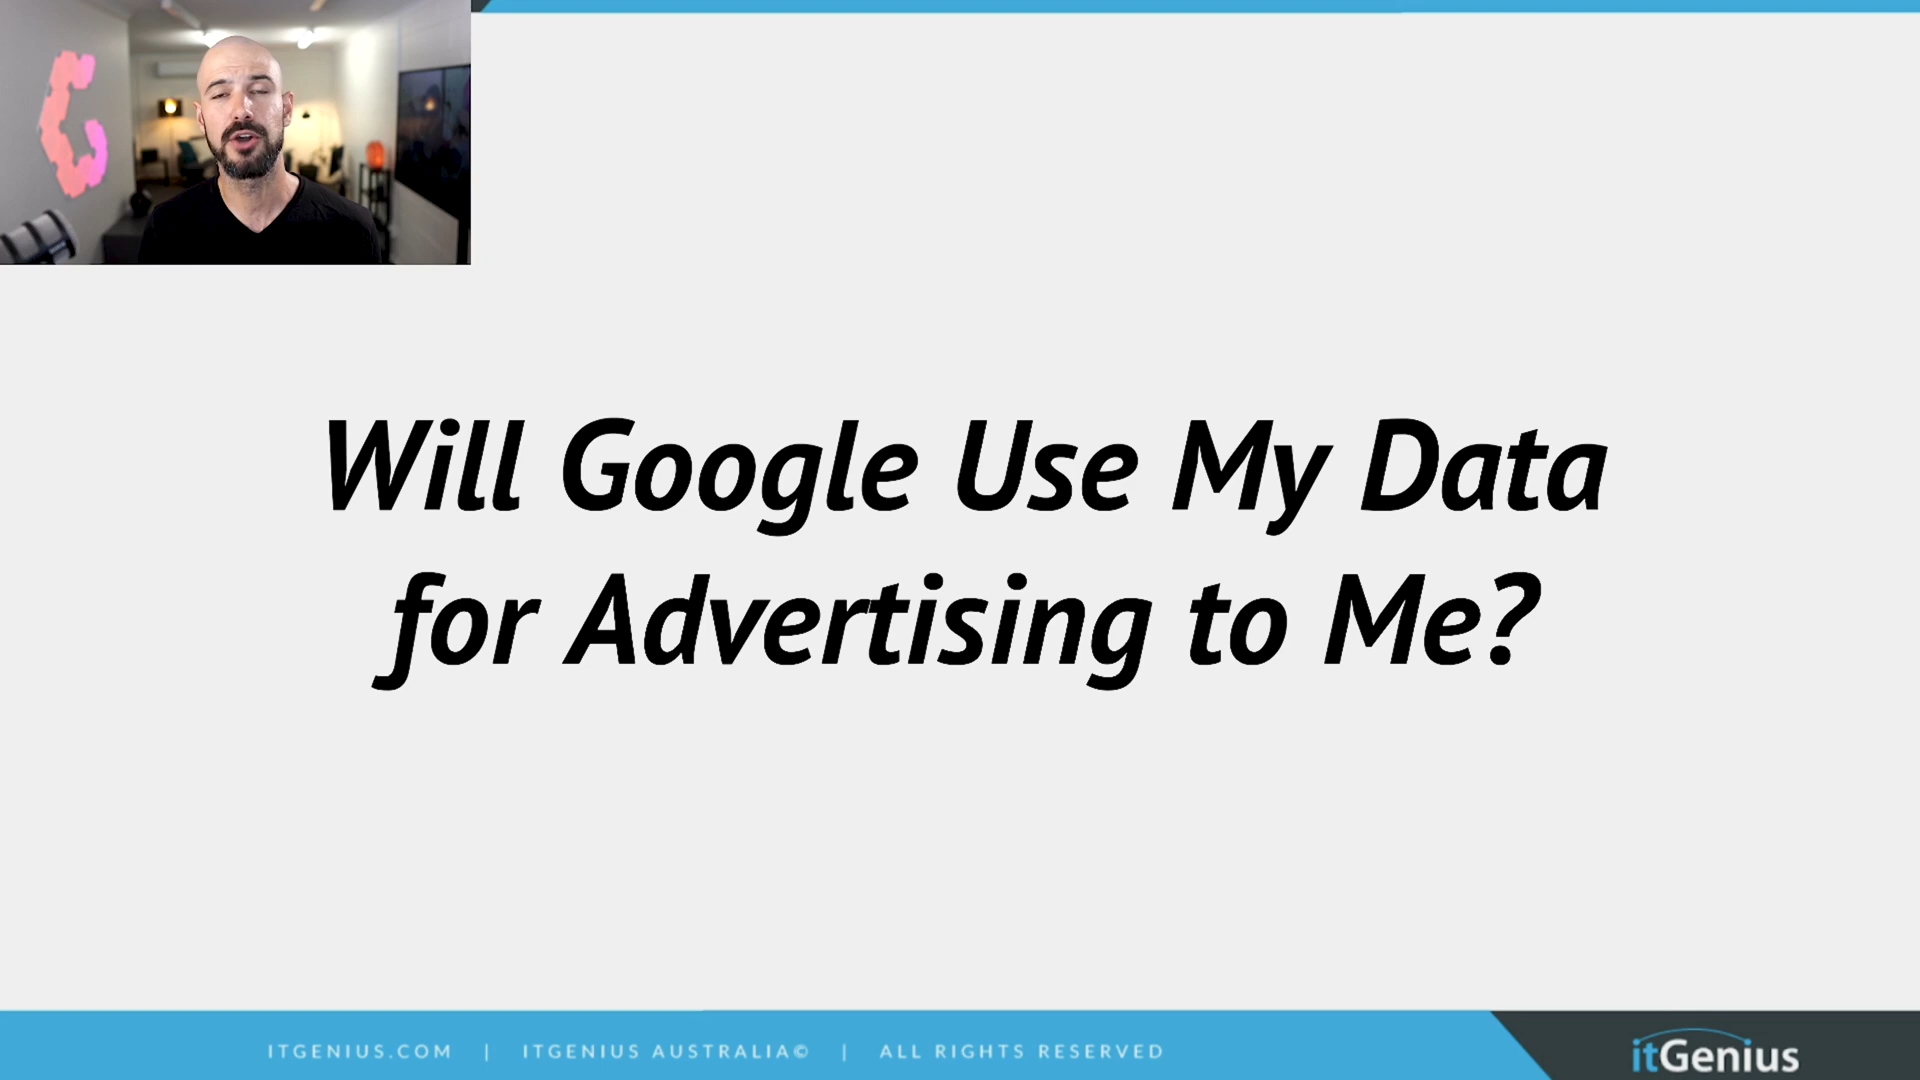 Will Google Use My Data
for Advertising to Me?
ITGENIUS.COM | ITGENIUS AUSTRALIA© | ALL RIGHTS RESERVED
itGenius